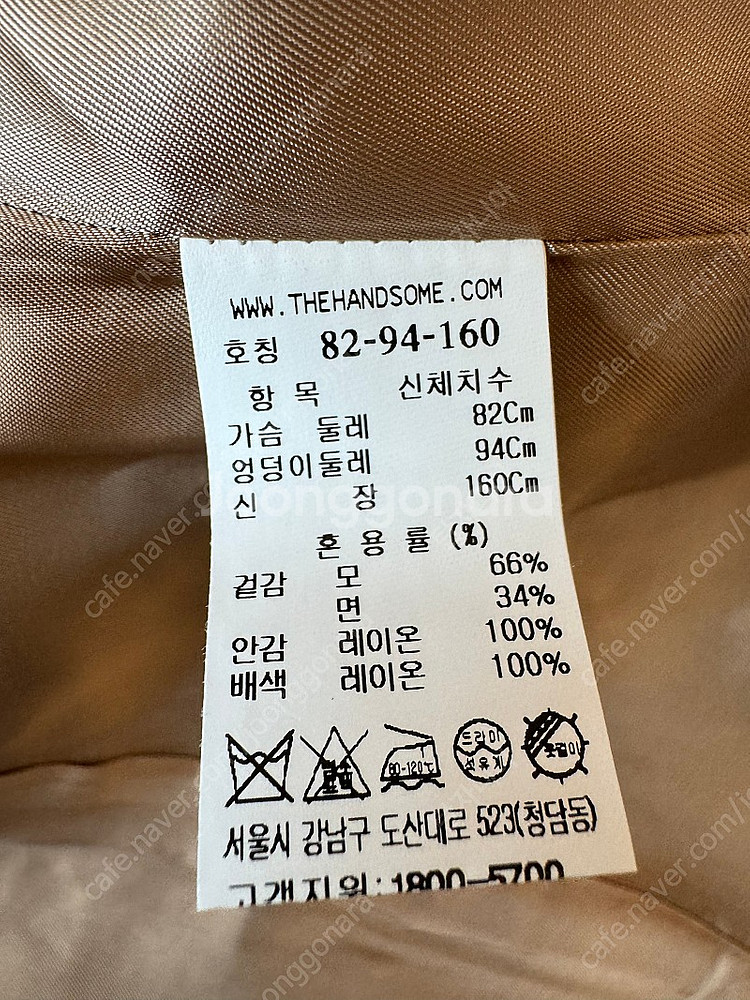 WWW.THEHANDSOME.COM
호칭 82-94-160
항 목 신체치수
가슴 둘레 82Cm
엉덩이둘레 94Cm
신 장 160Cm
혼 용 률 (%)
겉감 모 66%
면 34%
안감 레이온 100%
배색 레이온 100%
80-120℃ 드라이
석유계 옷걸이
서울시 강남구 도산대로 523(청담동)
고객지원:1800-5700
joonggonara
cafe.naver.com/j